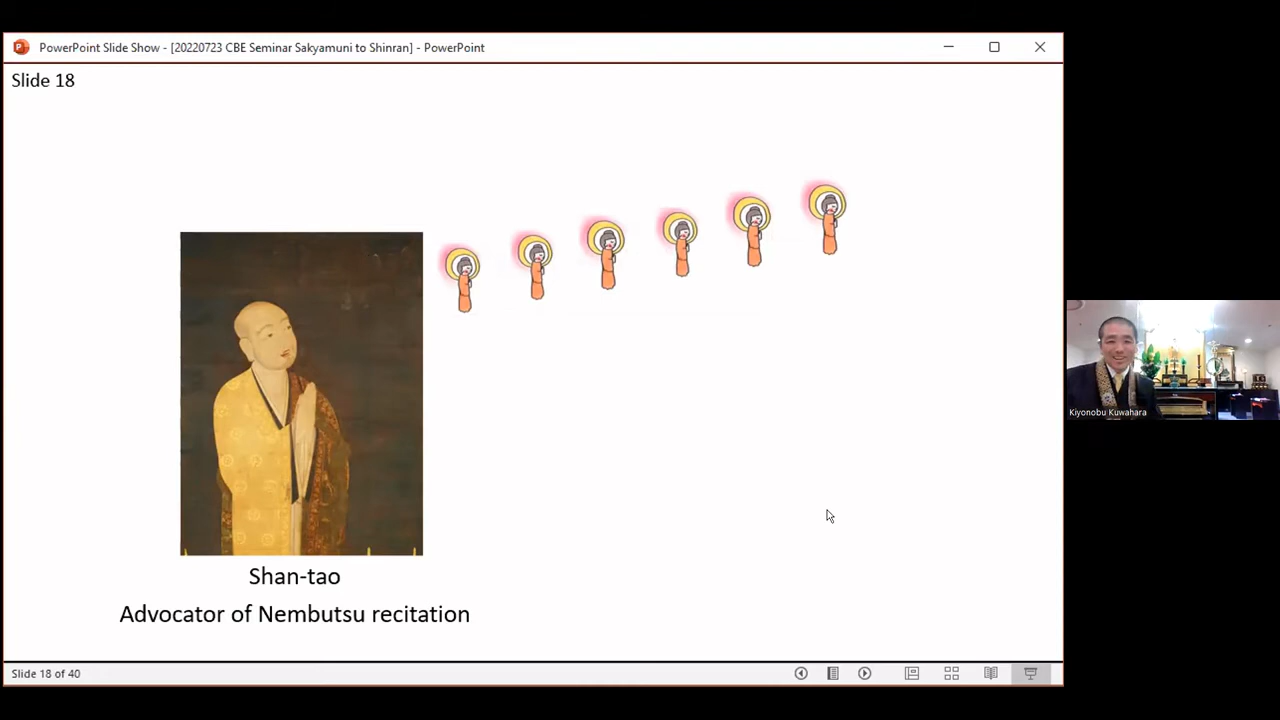 PowerPoint Slide Show - [20220723 CBE Seminar Sakyamuni to Shinran] - PowerPoint
Slide 18
Kiyonobu Kuwahara
Shan-tao
Advocator of Nembutsu recitation
Slide 18 of 40